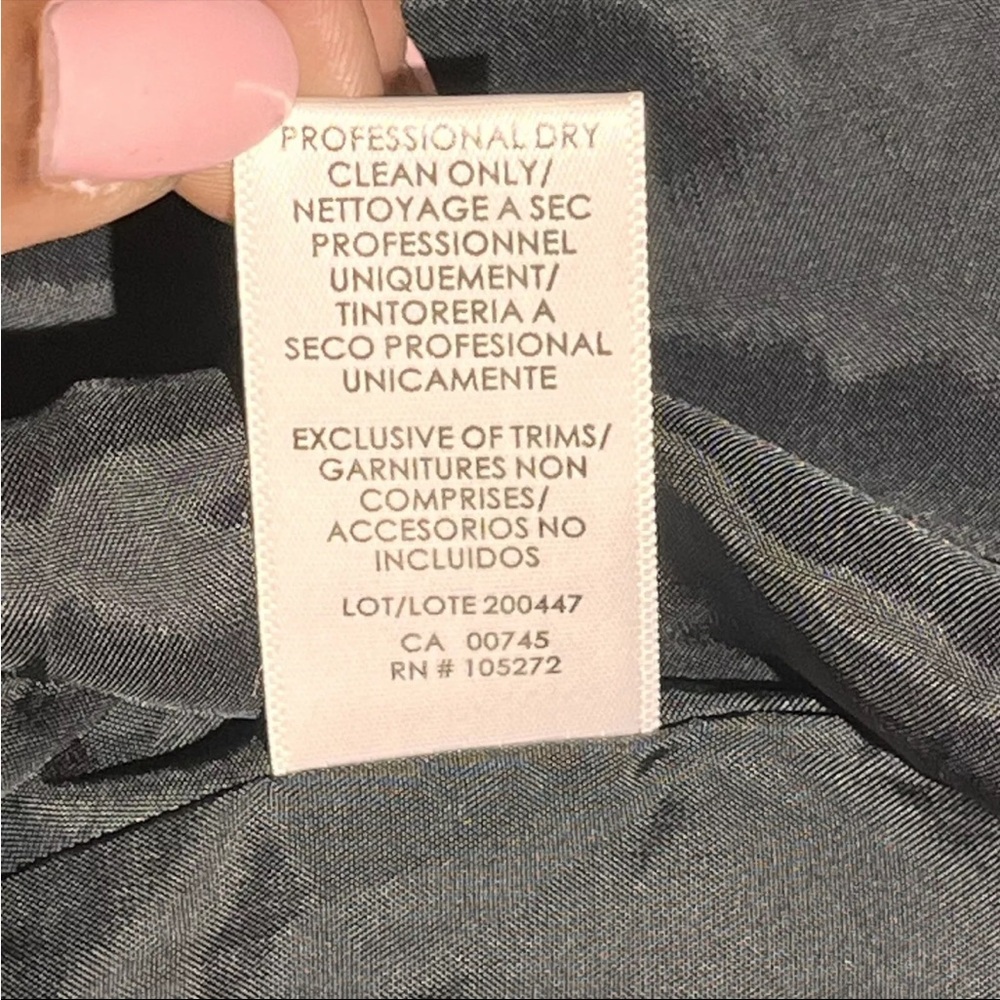 PROFESSIONAL DRY
CLEAN ONLY/
NETTOYAGE A SEC
PROFESSIONNEL
UNIQUEMENT/
TINTORERIA A
SECO PROFESIONAL
UNICAMENTE
EXCLUSIVE OF TRIMS/
GARNITURES NON
COMPRISES/
ACCESORIOS NO
INCLUIDOS
LOT/LOTE 200447
CA 00745
RN # 105272